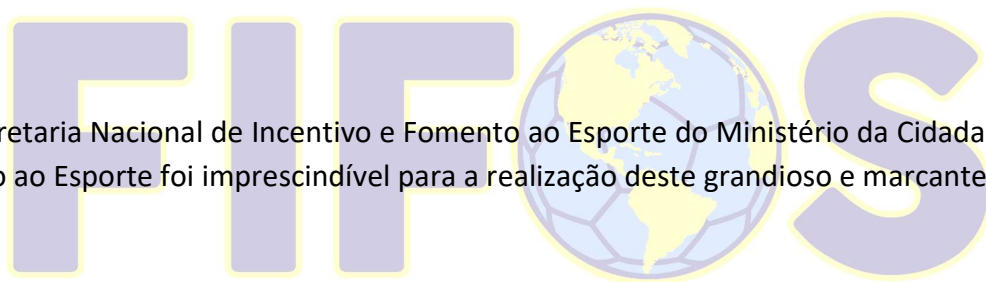 FIFOS
retaria Nacional de Incentivo e Fomento ao Esporte do Ministério da Cidada
o ao Esporte foi imprescindível para a realização deste grandioso e marcante